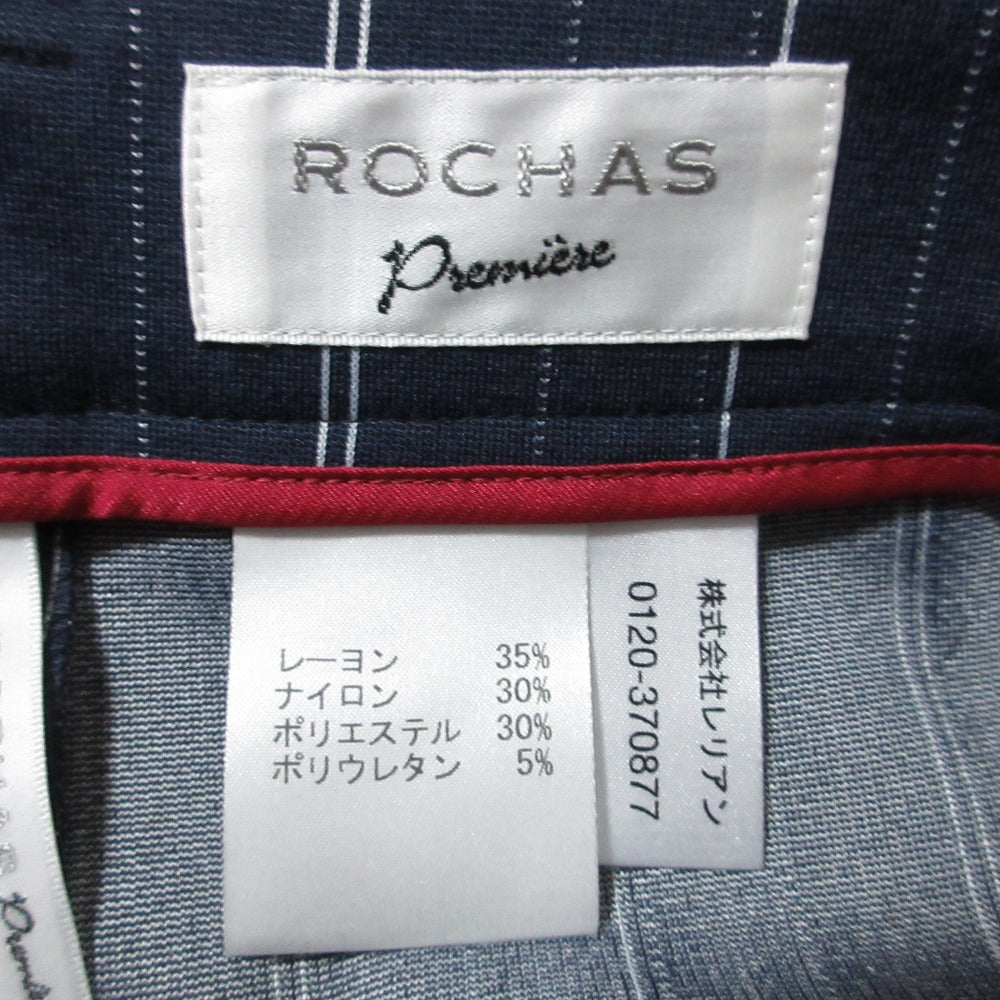 ROCHAS
Première
レーヨン 35%
ナイロン 30%
ポリエステル 30%
ポリウレタン 5%
株式会社レリアン
0120-370877